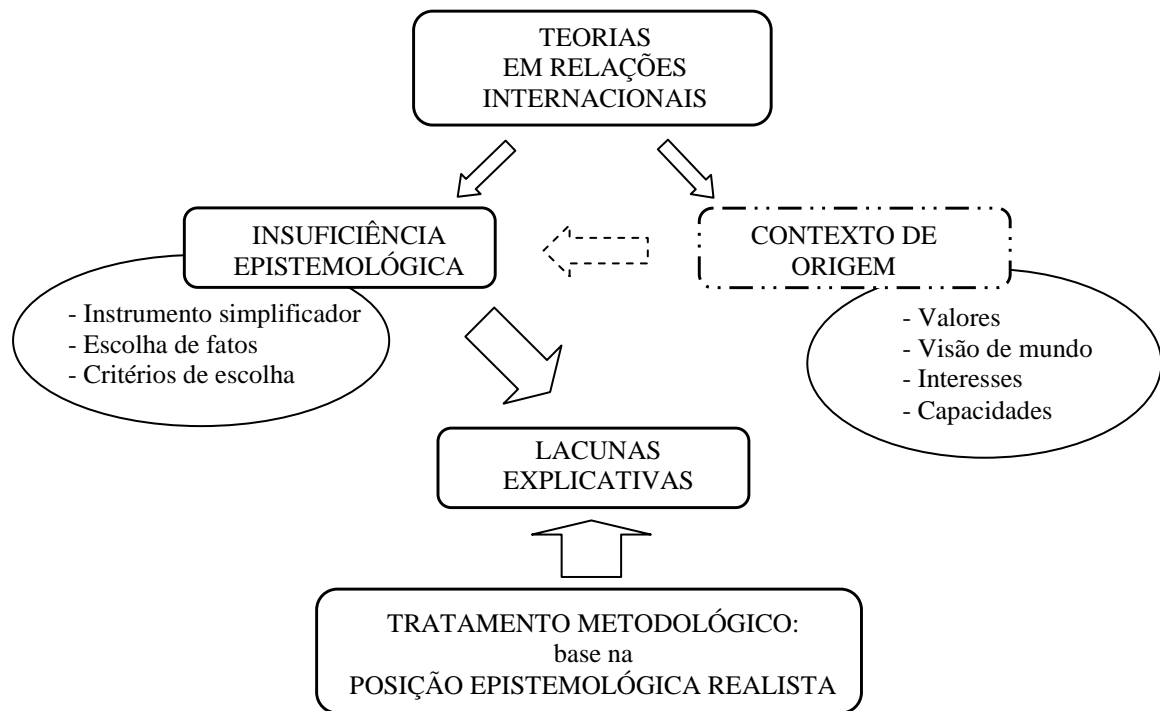 TEORIAS
EM RELAÇÕES
INTERNACIONAIS
INSUFICIÊNCIA
EPISTEMOLÓGICA
CONTEXTO DE
ORIGEM
- Instrumento simplificador
- Escolha de fatos
- Critérios de escolha
- Valores
- Visão de mundo
- Interesses
- Capacidades
LACUNAS
EXPLICATIVAS
TRATAMENTO METODOLÓGICO:
base na
POSIÇÃO EPISTEMOLÓGICA REALISTA